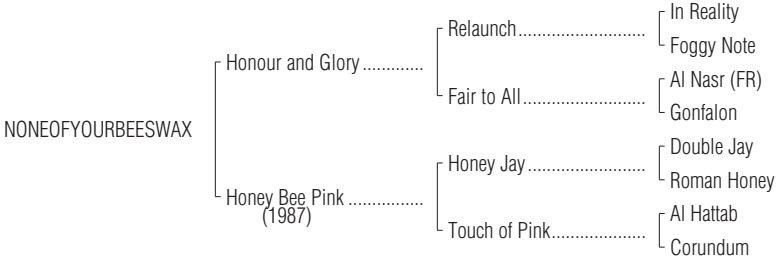 In Reality
Relaunch............................
Foggy Note
Honour and Glory .............
Al Nasr (FR)
Fair to All...........................
Gonfalon
NONEOFYOURBEESWAX
Double Jay
Honey Jay..........................
Roman Honey
Honey Bee Pink ................
(1987)
Al Hattab
Touch of Pink.....................
Corundum